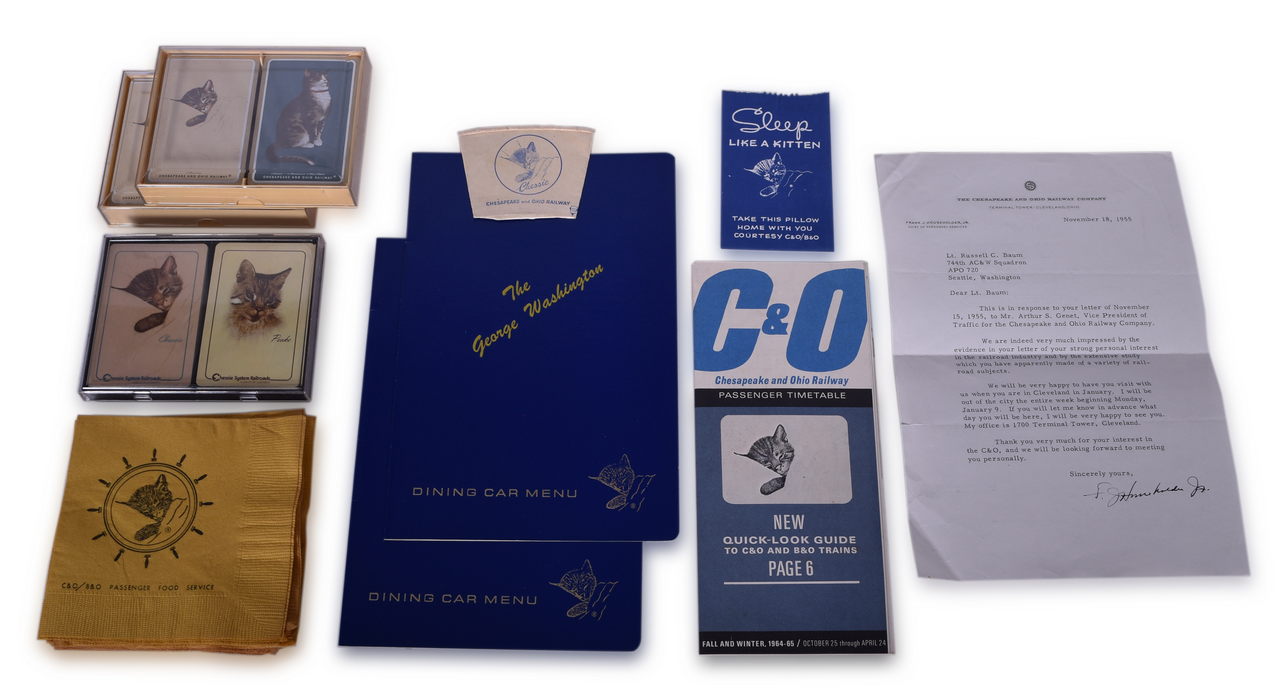 CHESAPEAKE AND OHIO RAILWAY
CHESAPEAKE AND OHIO RAILWAY
Chessie
Peake
Chessie System Railroads
Chessie System Railroads
C&O/B&O PASSENGER FOOD SERVICE
Chessie
CHESAPEAKE and OHIO RAILWAY
The
George Washington
DINING CAR MENU
DINING CAR MENU
Sleep
LIKE A KITTEN
TAKE THIS PILLOW
HOME WITH YOU
COURTESY C&O/B&O
C&O
Chesapeake and Ohio Railway
PASSENGER TIMETABLE
NEW
QUICK-LOOK GUIDE
TO C&O AND B&O TRAINS
PAGE 6
FALL AND WINTER, 1964-65 / OCTOBER 25 through APRIL 24
THE CHESAPEAKE AND OHIO RAILWAY COMPANY
TERMINAL TOWER · CLEVELAND, OHIO
FRANK J. HOUSEHOLDER, JR.
November 18, 1955
Lt. Russell C. Baum
744th AC&W Squadron
APO 720
Seattle, Washington
Dear Lt. Baum:
This is in response to your letter of November
15, 1955, to Mr. Arthur S. Genet, Vice President of
Traffic for the Chesapeake and Ohio Railway Company.
We are indeed very much impressed by the
evidence in your letter of your strong personal interest
in the railroad industry and by the extensive study
which you have apparently made of a variety of rail-
road subjects.
We will be very happy to have you visit with
us when you are in Cleveland in January. I will be
out of the city the entire week beginning Monday,
January 9. If you will let me know in advance what
day you will be here, I will be very happy to see you.
My office is 1700 Terminal Tower, Cleveland.
Thank you very much for your interest in
the C&O, and we will be looking forward to meeting
you personally.
Sincerely yours,
F. J. Householder Jr.